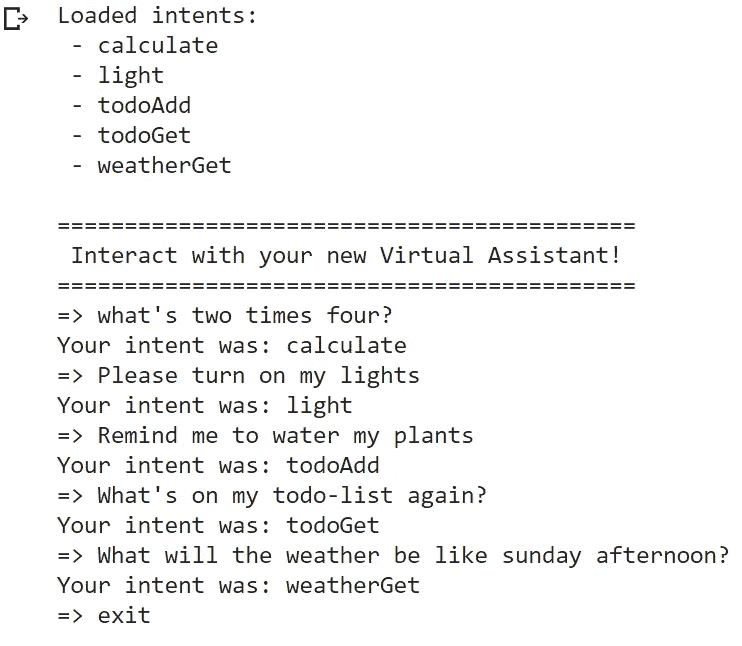 Loaded intents:
- calculate
- light
- todoAdd
- todoGet
- weatherGet
===========================================
Interact with your new Virtual Assistant!
===========================================
=> what's two times four?
Your intent was: calculate
=> Please turn on my lights
Your intent was: light
=> Remind me to water my plants
Your intent was: todoAdd
=> What's on my todo-list again?
Your intent was: todoGet
=> What will the weather be like sunday afternoon?
Your intent was: weatherGet
=> exit